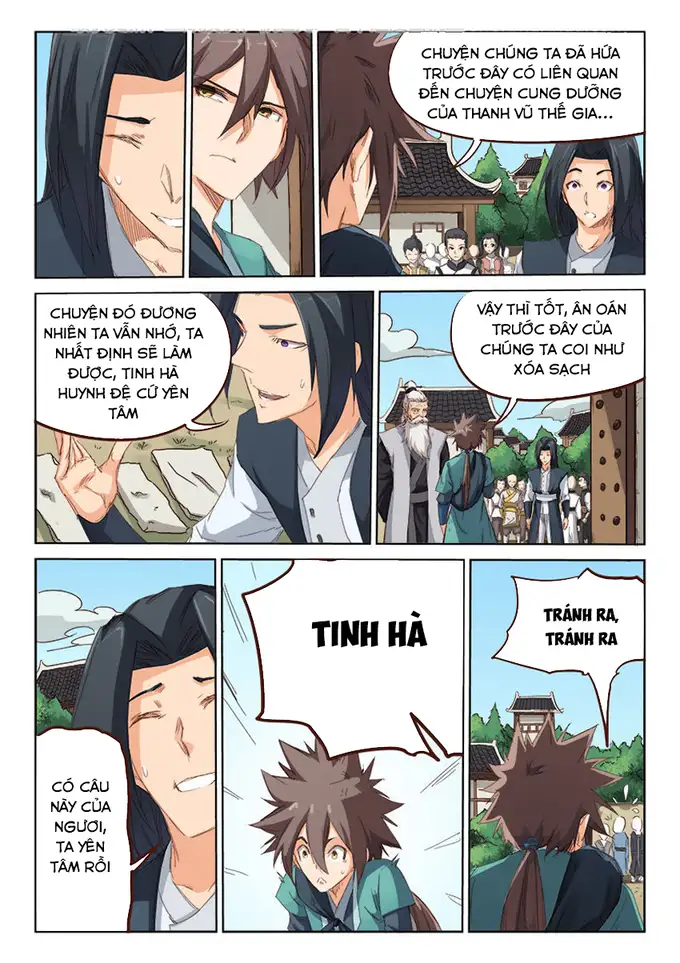 CHUYỆN CHÚNG TA ĐÃ HỨA
TRƯỚC ĐÂY CÓ LIÊN QUAN
ĐẾN CHUYỆN CUNG DƯỠNG
CỦA THANH VŨ THẾ GIA...
CHUYỆN ĐÓ ĐƯƠNG
NHIÊN TA VẪN NHỚ, TA
NHẤT ĐỊNH SẼ LÀM
ĐƯỢC, TINH HÀ
HUYNH ĐỆ CỨ YÊN
TÂM
VẬY THÌ TỐT, ÂN OÁN
TRƯỚC ĐÂY CỦA
CHÚNG TA COI NHƯ
XÓA SẠCH
CÓ CÂU
NÀY CỦA
NGƯƠI,
TA YÊN
TÂM RỒI
TINH HÀ
TRÁNH RA,
TRÁNH RA